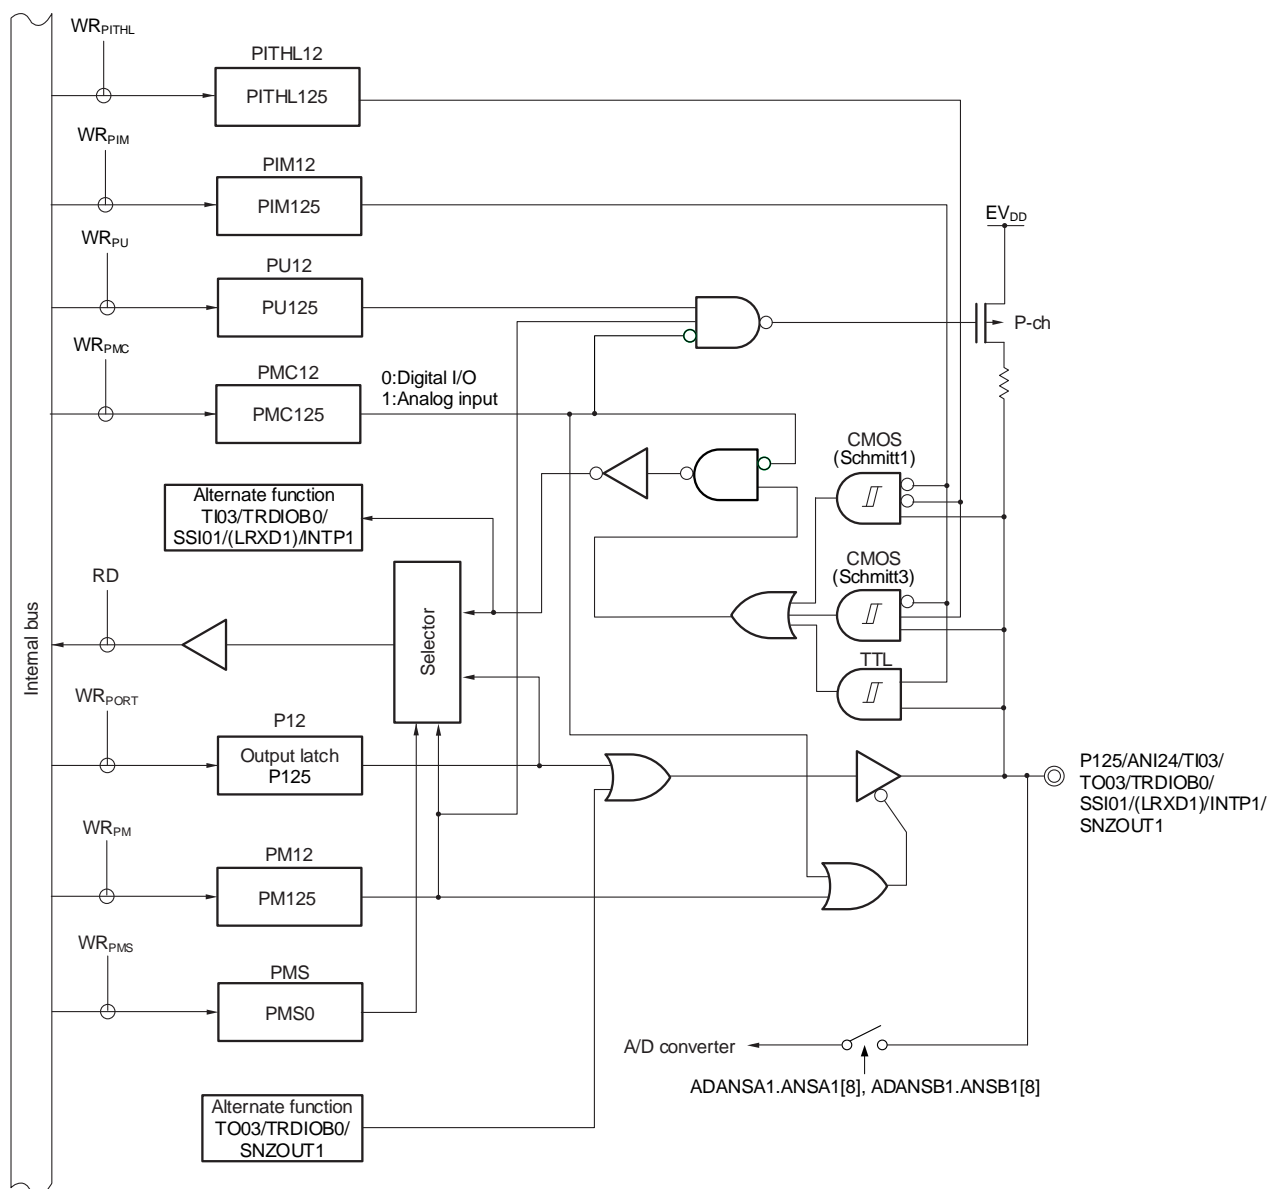 WRPITHL
PITHL12
PITHL125
WRPIM
PIM12
PIM125
WRPU
PU12
PU125
EVDD
P-ch
WRPMC
PMC12
PMC125
0:Digital I/O
1:Analog input
CMOS
(Schmitt1)
Alternate function
TI03/TRDIOB0/
SSI01/(LRXD1)/INTP1
CMOS
(Schmitt3)
RD
Internal bus
Selector
TTL
WRPORT
P12
Output latch
P125
P125/ANI24/TI03/
TO03/TRDIOB0/
SSI01/(LRXD1)/INTP1/
SNZOUT1
WRPM
PM12
PM125
WRPMS
PMS
PMS0
A/D converter
ADANSA1.ANSA1[8], ADANSB1.ANSB1[8]
Alternate function
TO03/TRDIOB0/
SNZOUT1